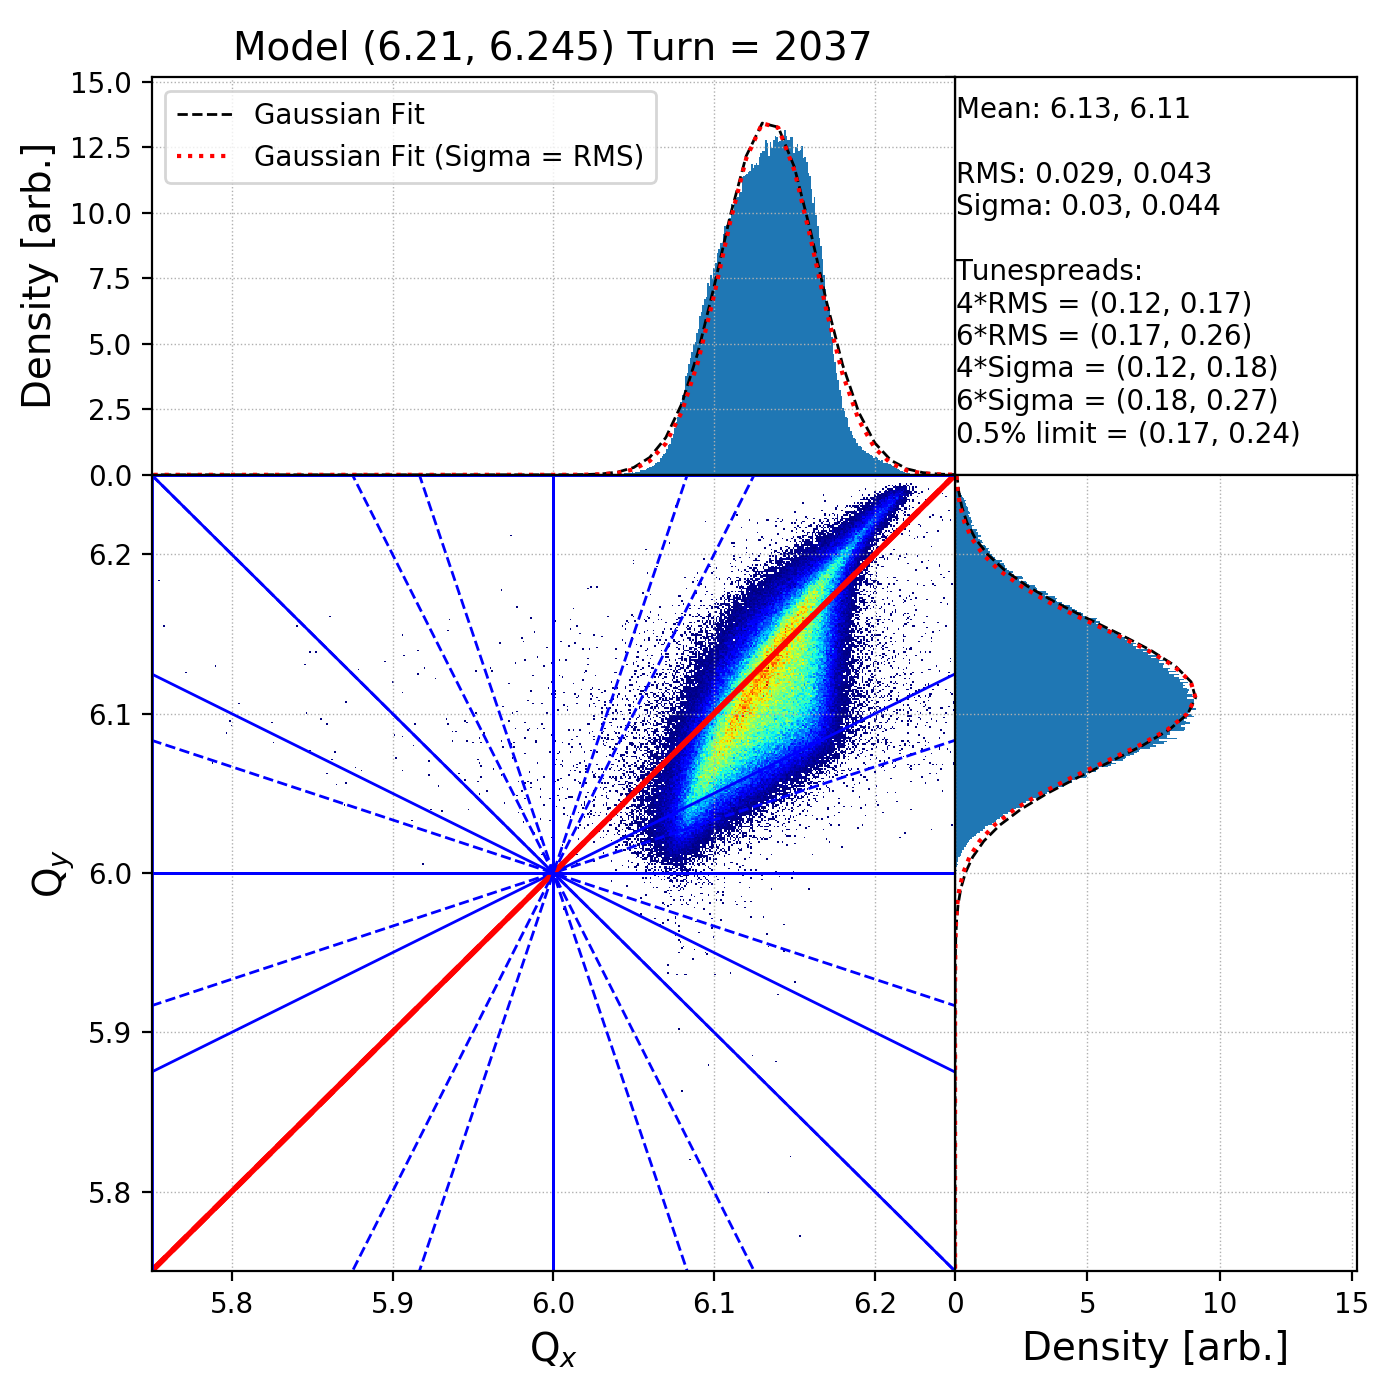 Model (6.21, 6.245) Turn = 2037
15.0
12.5
10.0
7.5
5.0
2.5
0.0
Density [arb.]
Gaussian Fit
Gaussian Fit (Sigma = RMS)
Mean: 6.13, 6.11
RMS: 0.029, 0.043
Sigma: 0.03, 0.044
Tunespreads:
4*RMS = (0.12, 0.17)
6*RMS = (0.17, 0.26)
4*Sigma = (0.12, 0.18)
6*Sigma = (0.18, 0.27)
0.5% limit = (0.17, 0.24)
6.2
6.1
6.0
5.9
5.8
Qy
5.8 5.9 6.0 6.1 6.2
Qx
0 5 10 15
Density [arb.]